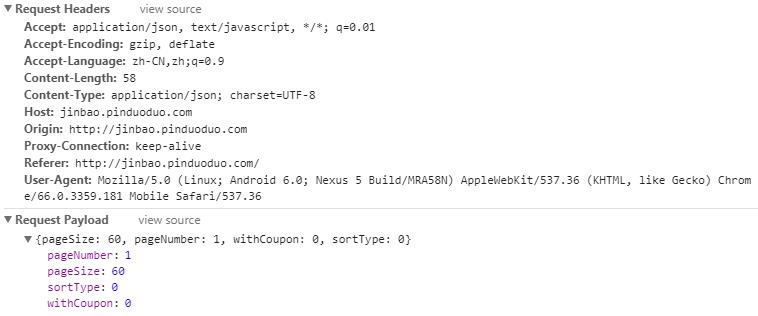 Request Headers view source
Accept: application/json, text/javascript, */*; q=0.01
Accept-Encoding: gzip, deflate
Accept-Language: zh-CN,zh;q=0.9
Content-Length: 58
Content-Type: application/json; charset=UTF-8
Host: jinbao.pinduoduo.com
Origin: http://jinbao.pinduoduo.com
Proxy-Connection: keep-alive
Referer: http://jinbao.pinduoduo.com/
User-Agent: Mozilla/5.0 (Linux; Android 6.0; Nexus 5 Build/MRA58N) AppleWebKit/537.36 (KHTML, like Gecko) Chrom
e/66.0.3359.181 Mobile Safari/537.36
Request Payload view source
{pageSize: 60, pageNumber: 1, withCoupon: 0, sortType: 0}
pageNumber: 1
pageSize: 60
sortType: 0
withCoupon: 0